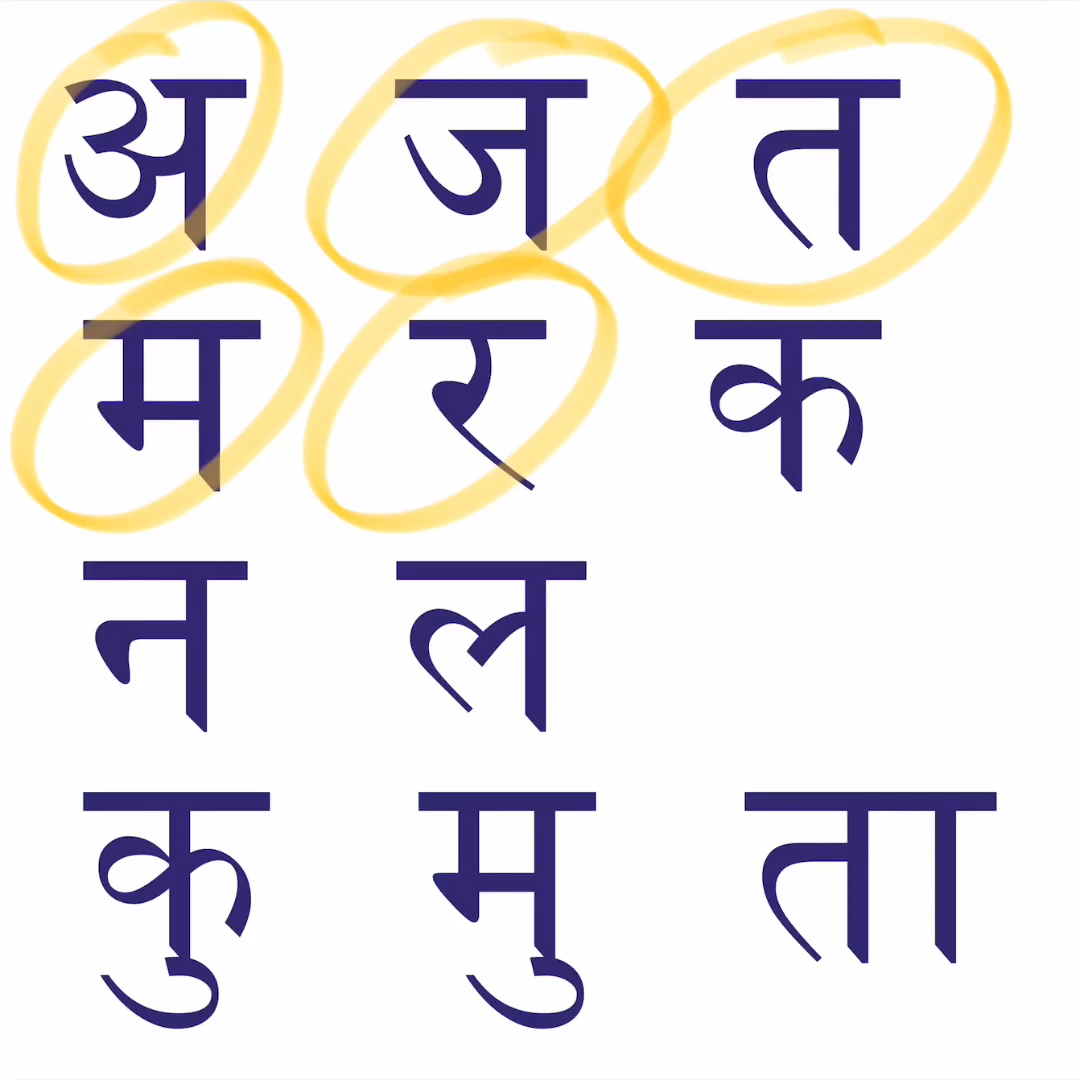 अ ज त
म र क
न ल
कु मु ता